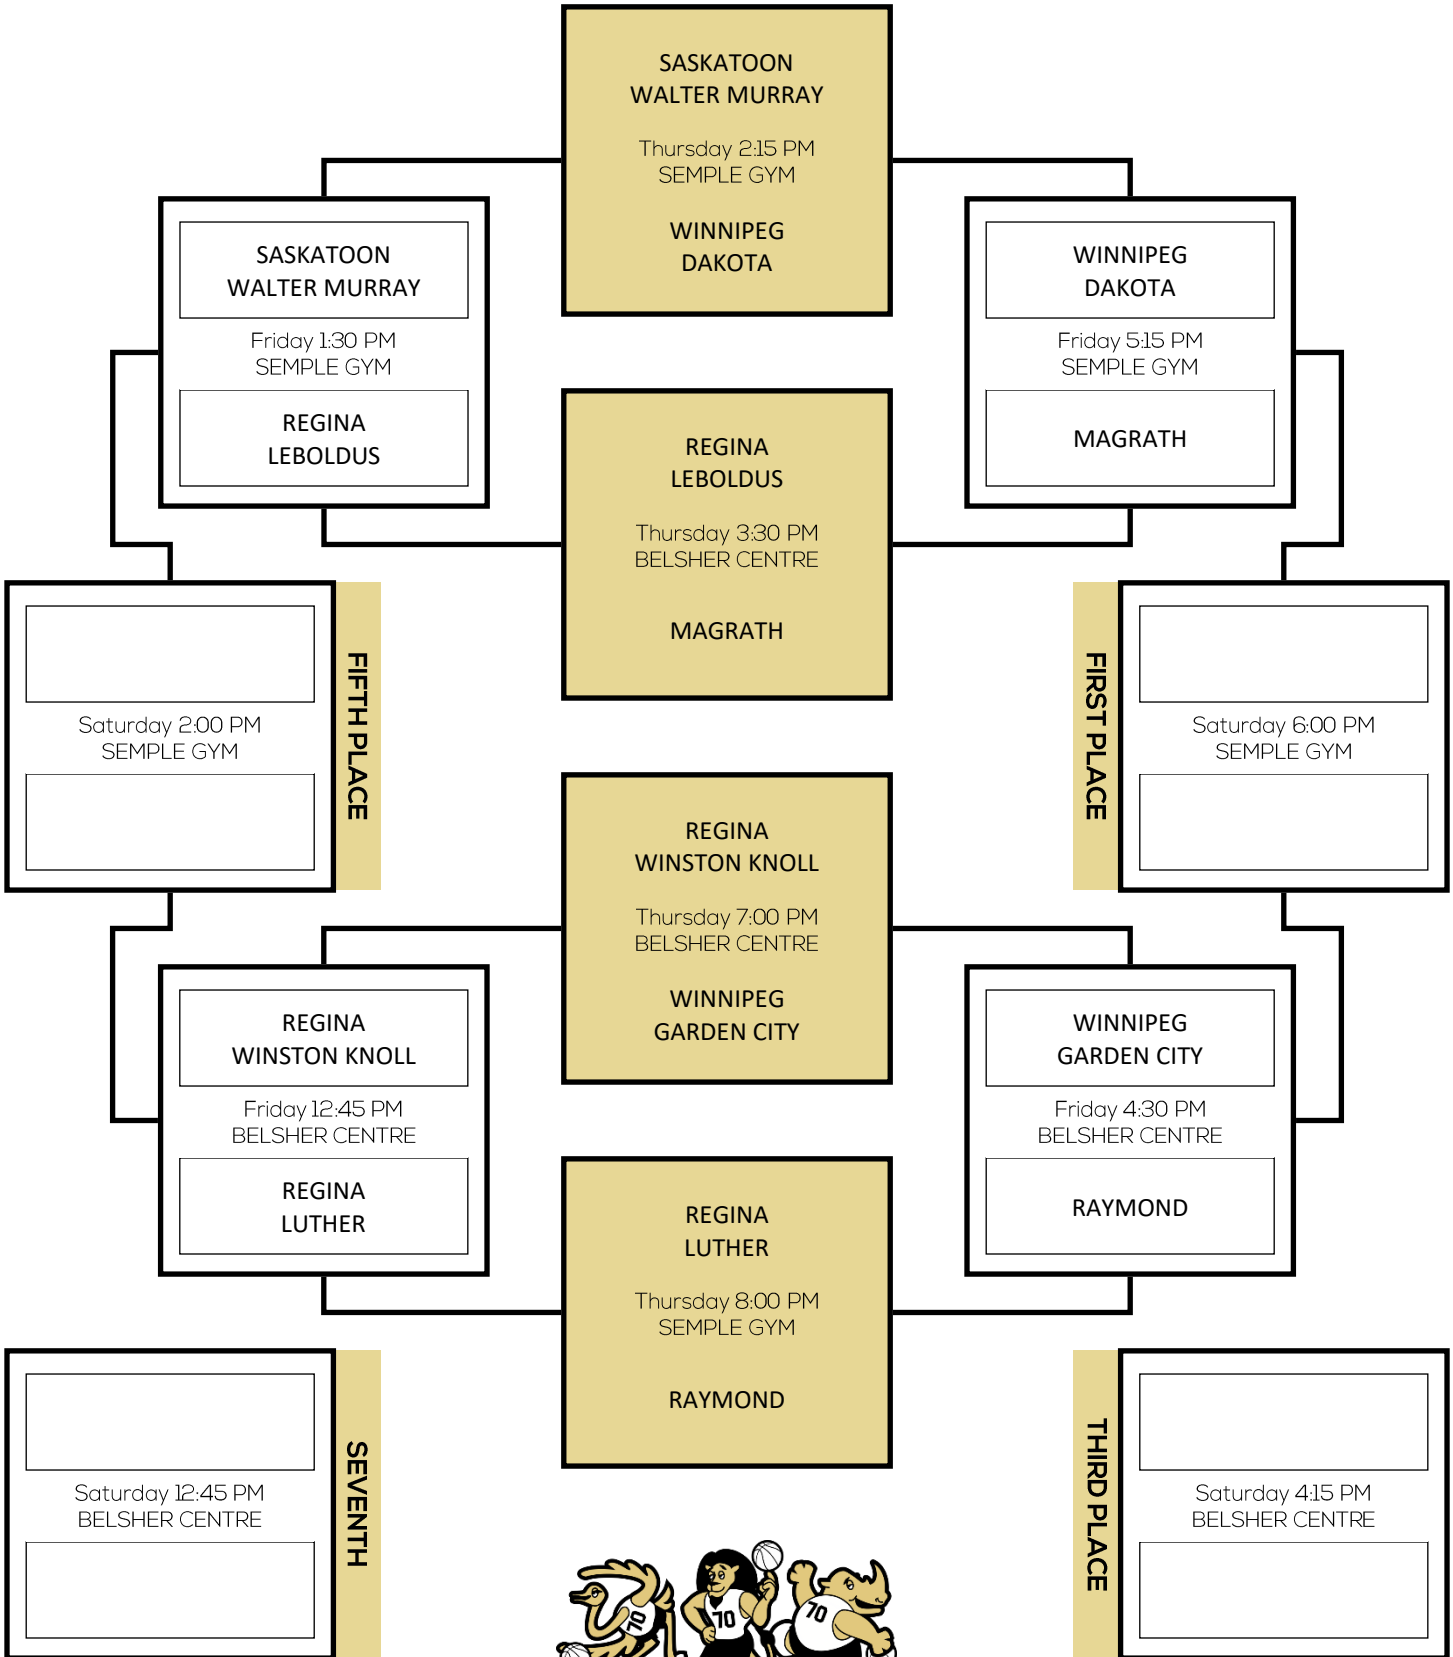 SASKATOON
WALTER MURRAY
Thursday 2:15 PM
SEMPLE GYM
WINNIPEG
DAKOTA
SASKATOON
WALTER MURRAY
Friday 1:30 PM
SEMPLE GYM
REGINA
LEBOLDUS
WINNIPEG
DAKOTA
Friday 5:15 PM
SEMPLE GYM
MAGRATH
REGINA
LEBOLDUS
Thursday 3:30 PM
BELSHER CENTRE
MAGRATH
Saturday 2:00 PM
SEMPLE GYM
FIFTH PLACE
FIRST PLACE
Saturday 6:00 PM
SEMPLE GYM
REGINA
WINSTON KNOLL
Thursday 7:00 PM
BELSHER CENTRE
WINNIPEG
GARDEN CITY
REGINA
WINSTON KNOLL
Friday 12:45 PM
BELSHER CENTRE
REGINA
LUTHER
WINNIPEG
GARDEN CITY
Friday 4:30 PM
BELSHER CENTRE
RAYMOND
REGINA
LUTHER
Thursday 8:00 PM
SEMPLE GYM
RAYMOND
Saturday 12:45 PM
BELSHER CENTRE
SEVENTH
THIRD PLACE
Saturday 4:15 PM
BELSHER CENTRE
70
70
70